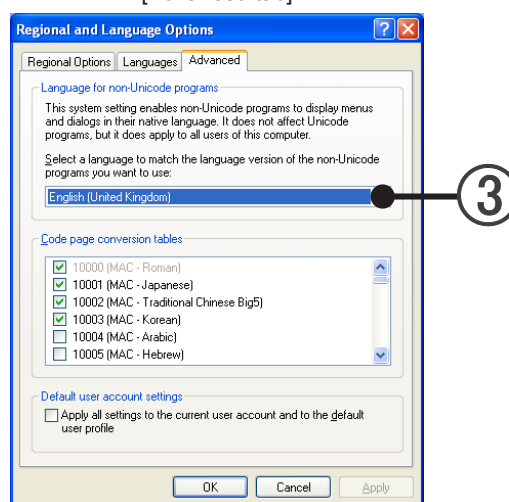 Regional and Language Options
Regional Options Languages Advanced
Language for non-Unicode programs
This system setting enables non-Unicode programs to display menus
and dialogs in their native language. It does not affect Unicode
programs, but it does apply to all users of this computer.
Select a language to match the language version of the non-Unicode
programs you want to use:
English (United Kingdom)
3
Code page conversion tables
10000 (MAC - Roman)
10001 (MAC - Japanese)
10002 (MAC - Traditional Chinese Big5)
10003 (MAC - Korean)
10004 (MAC - Arabic)
10005 (MAC - Hebrew)
Default user account settings
Apply all settings to the current user account and to the default
user profile
OK Cancel Apply